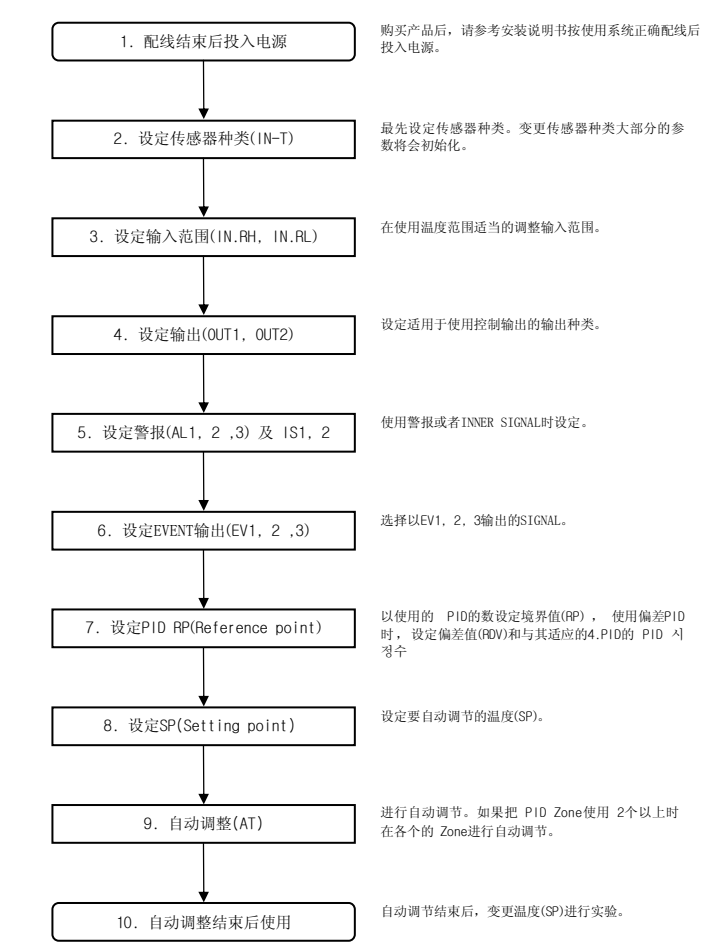 1. 配线结束后投入电源
购买产品后，请参考安装说明书按使用系统正确配线后
投入电源。
2. 设定传感器种类(IN-T)
最先设定传感器种类。变更传感器种类大部分的参
数将会初始化。
3. 设定输入范围(IN.RH, IN.RL)
在使用温度范围适当的调整输入范围。
4. 设定输出(OUT1, OUT2)
设定适用于使用控制输出的输出种类。
5. 设定警报(AL1, 2 ,3) 及 IS1, 2
使用警报或者INNER SIGNAL时设定。
6. 设定EVENT输出(EV1, 2 ,3)
选择以EV1, 2, 3输出的SIGNAL。
7. 设定PID RP(Reference point)
以使用的 PID的数设定境界值(RP) , 使用偏差PID
时, 设定偏差值(RDV)和与其适应的4.PID的 PID 시
정수
8. 设定SP(Setting point)
设定要自动调节的温度(SP)。
9. 自动调整(AT)
进行自动调节。如果把 PID Zone使用 2个以上时
在各个的 Zone进行自动调节。
10. 自动调整结束后使用
自动调节结束后，变更温度(SP)进行实验。